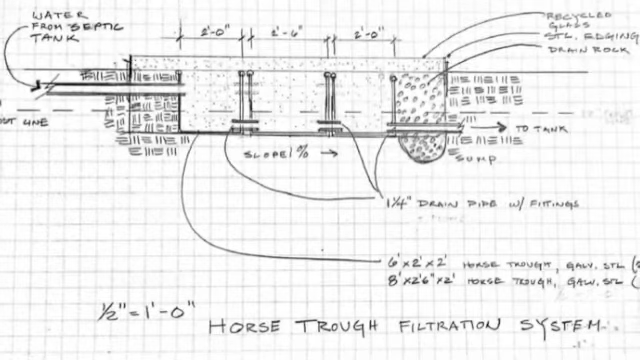 WATER
FROM SEPTIC
TANK
2'-0"
2'-6"
2'-0"
RECYCLED
GLASS
STL. EDGING
DRAIN ROCK
OOT LINE
TO TANK
SLOPE 1%
SUMP
1¼" DRAIN PIPE W/ FITTINGS
6'x2'x2' HORSE TROUGH, GALV. STL
8'x2'6"x2' HORSE TROUGH, GALV. STL
½"=1'-0"
HORSE TROUGH FILTRATION SYSTEM